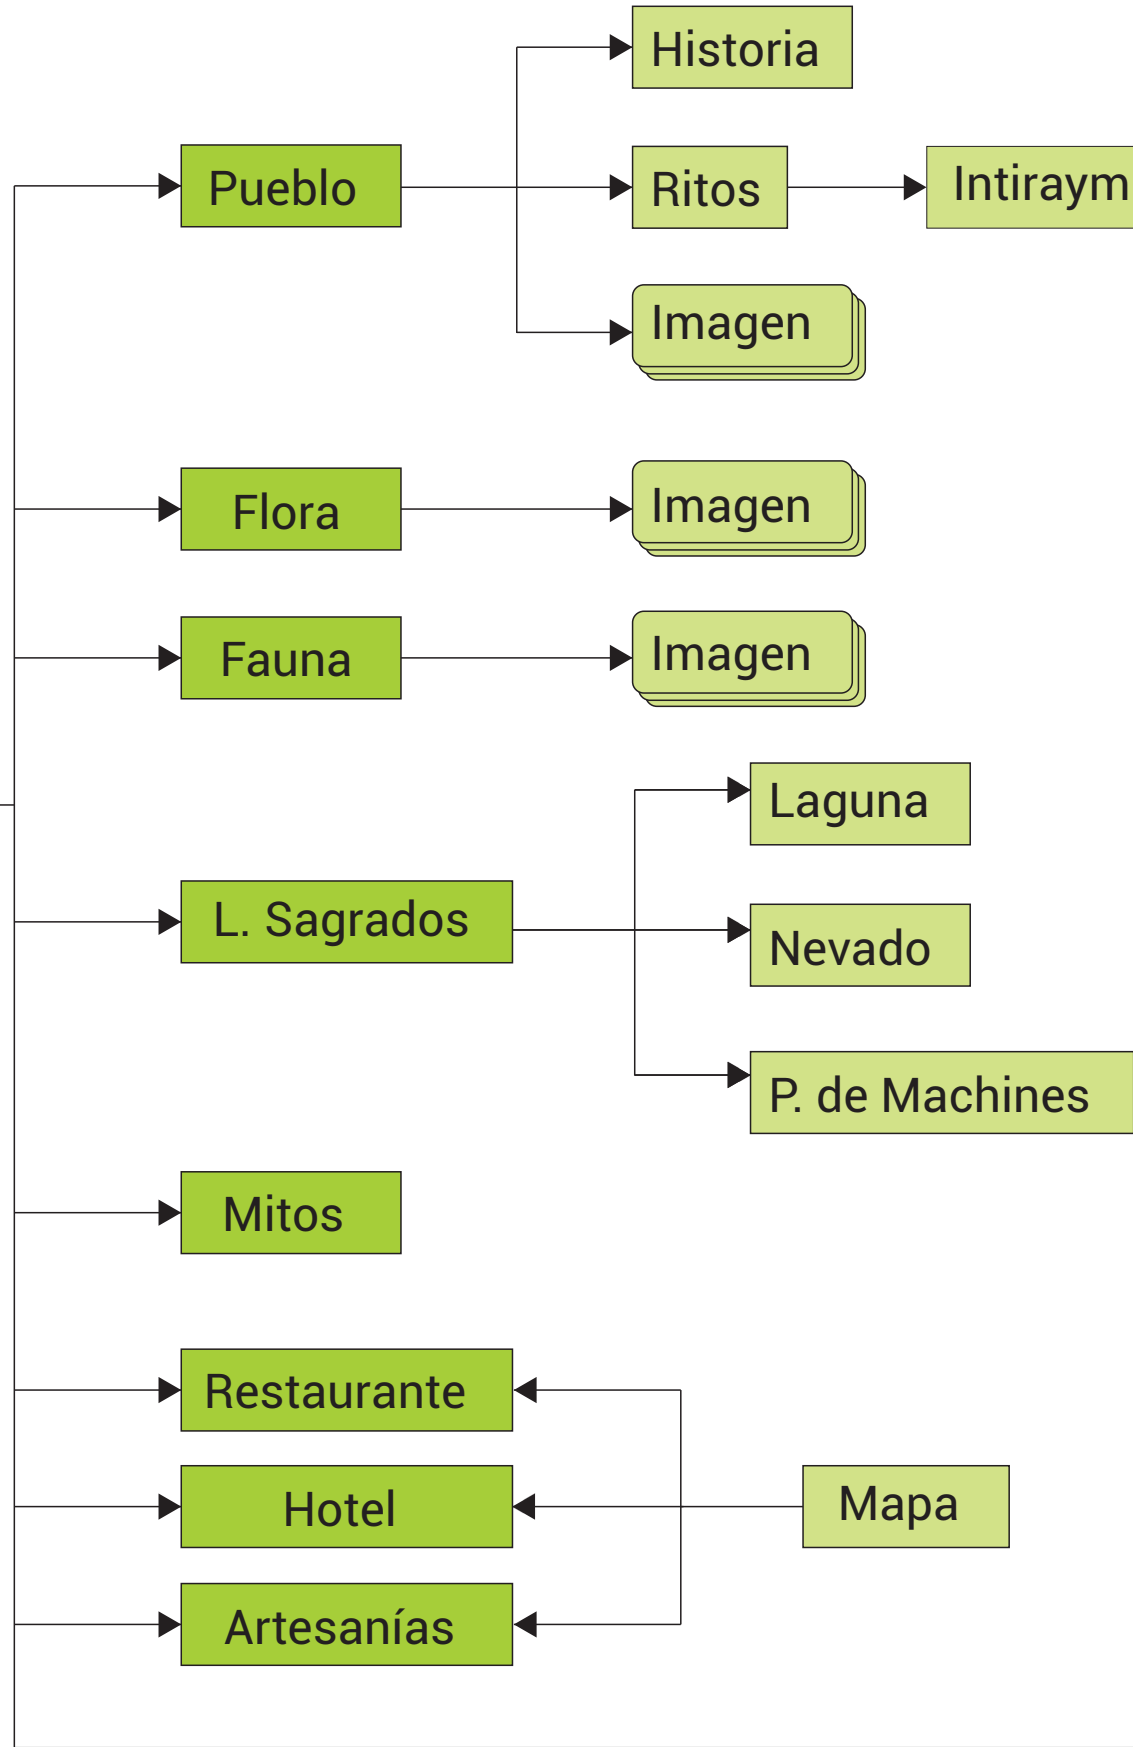 Historia
Pueblo
Ritos
Intiraym
Imagen
Flora
Imagen
Fauna
Imagen
Laguna
L. Sagrados
Nevado
P. de Machines
Mitos
Restaurante
Hotel
Mapa
Artesanías